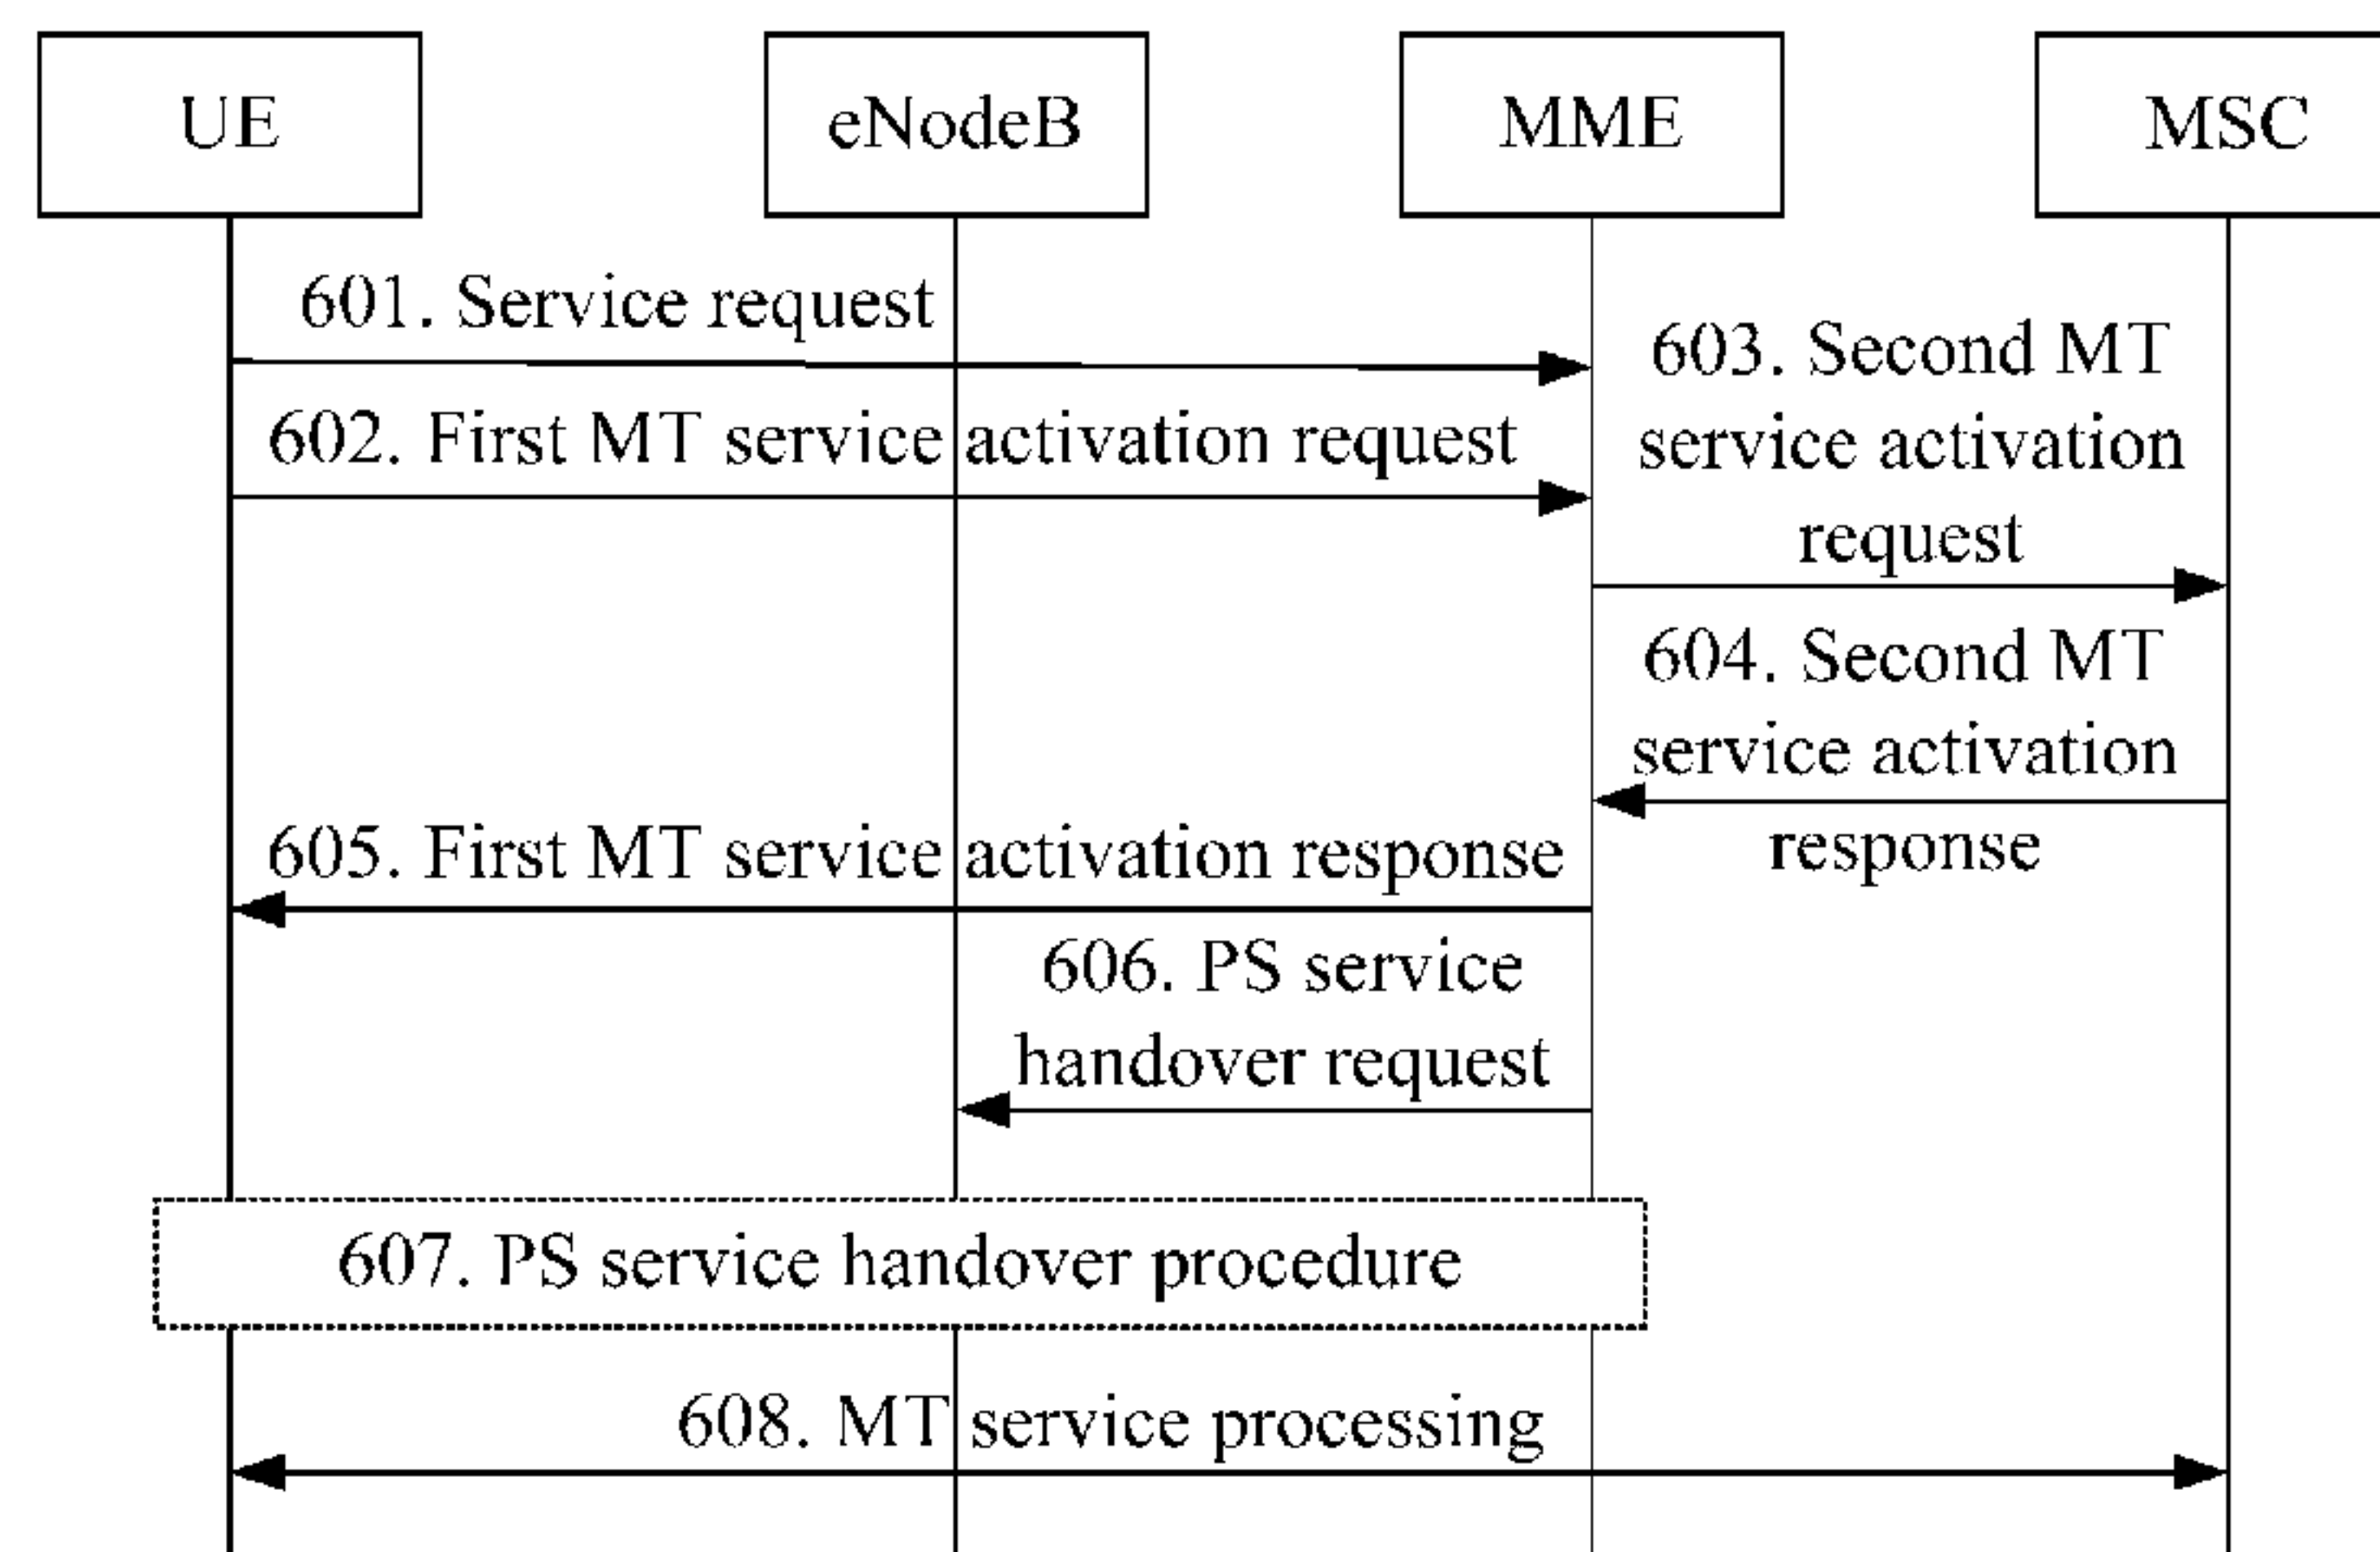 UE
eNodeB
MME
MSC
601. Service request
602. First MT service activation request
603. Second MT
service activation
request
604. Second MT
service activation
response
605. First MT service activation response
606. PS service
handover request
607. PS service handover procedure
608. MT service processing